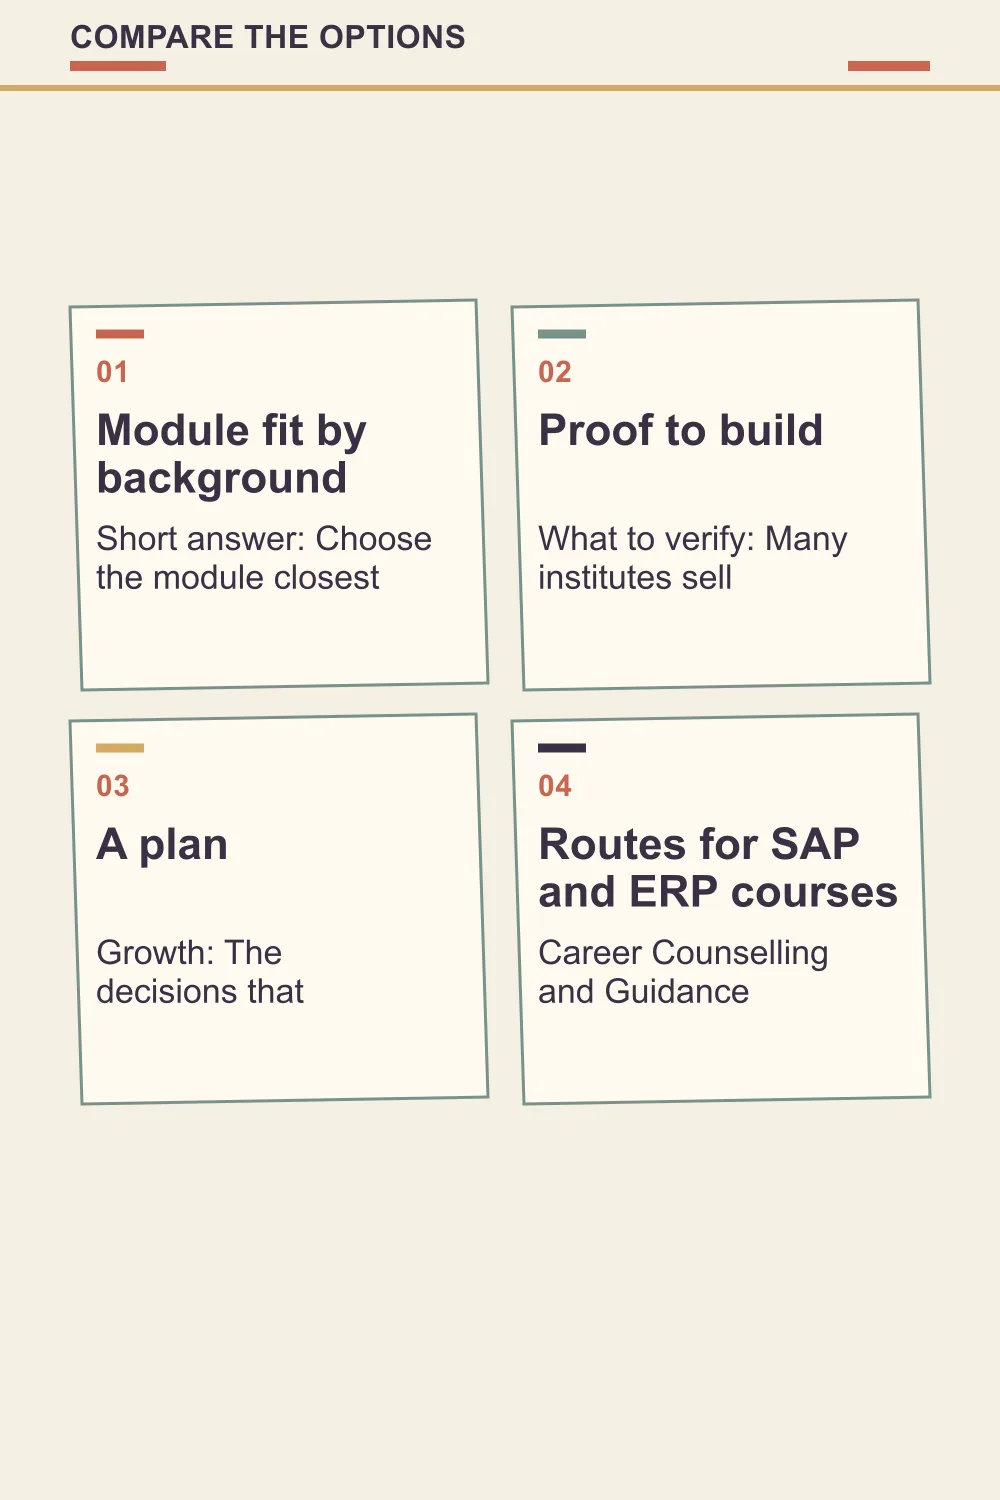 COMPARE THE OPTIONS
01
Module fit by
background
Short answer: Choose
the module closest
02
Proof to build
What to verify: Many
institutes sell
03
A plan
Growth: The
decisions that
04
Routes for SAP
and ERP courses
Career Counselling
and Guidance